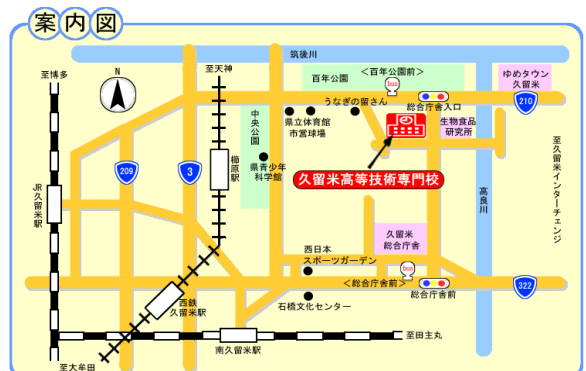 案内図
筑後川
至博多
N
至天神
百年公園
＜百年公園前＞
bus
ゆめタウン
久留米
210
うなぎの留さん
総合庁舎入口
県立体育館
市営球場
中央公園
生物食品
研究所
県青少年
科学館
209
3
櫛原駅
久留米高等技術専門校
JR久留米駅
高良川
至久留米インターチェンジ
久留米
総合庁舎
西日本
スポーツガーデン
bus
＜総合庁舎前＞
総合庁舎前
322
石橋文化センター
西鉄
久留米駅
南久留米駅
至田主丸
至大牟田